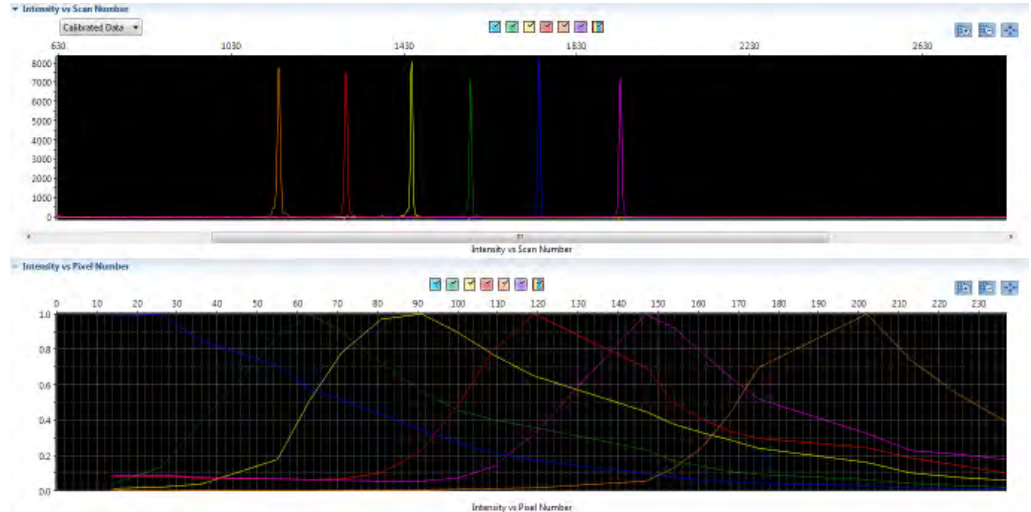 Intensity vs Scan Number
Calibrated Data
630 1030 1430 1830 2230 2630
8000
7000
6000
5000
4000
3000
2000
1000
0
Intensity vs Scan Number
Intensity vs Pixel Number
0 10 20 30 40 50 60 70 80 90 100 110 120 130 140 150 160 170 180 190 200 210 220 230
1.0
0.8
0.6
0.4
0.2
0.0
Intensity vs Pixel Number